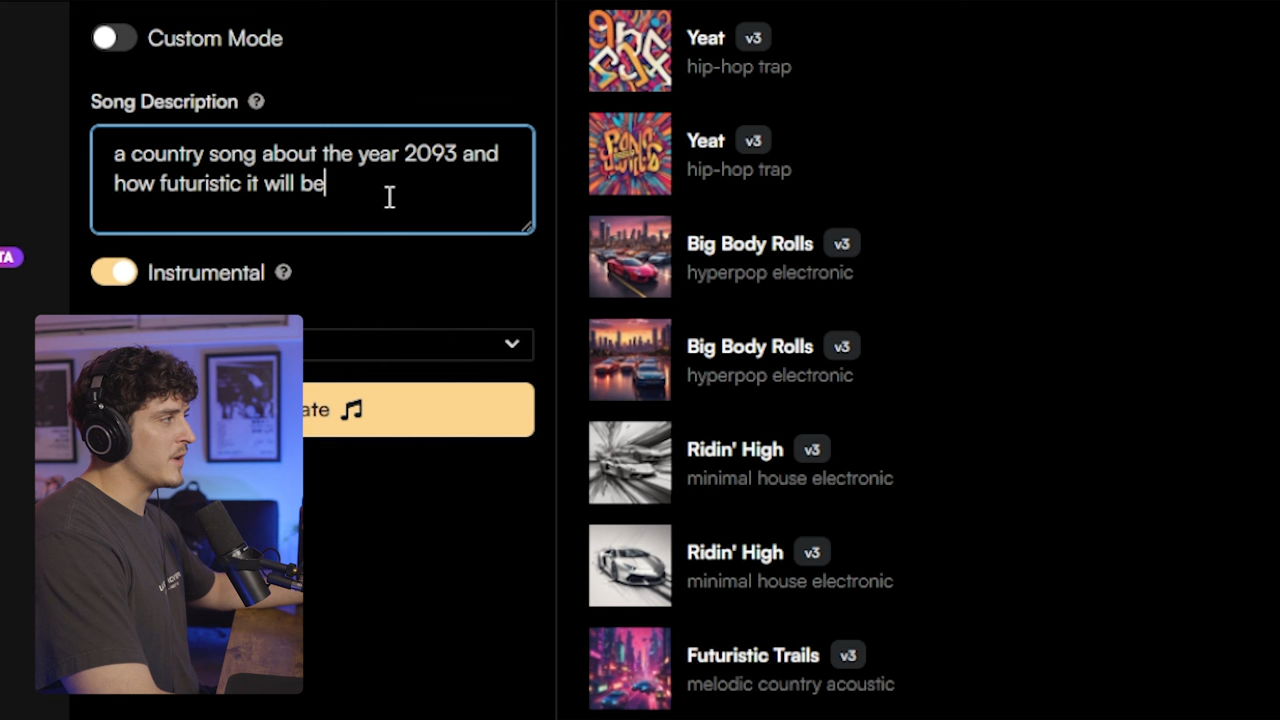 Custom Mode
Song Description
a country song about the year 2093 and
how futuristic it will be
TA
Instrumental
ate
Yeat v3
hip-hop trap
Yeat v3
hip-hop trap
Big Body Rolls v3
hyperpop electronic
Big Body Rolls v3
hyperpop electronic
Ridin' High v3
minimal house electronic
Ridin' High v3
minimal house electronic
Futuristic Trails v3
melodic country acoustic